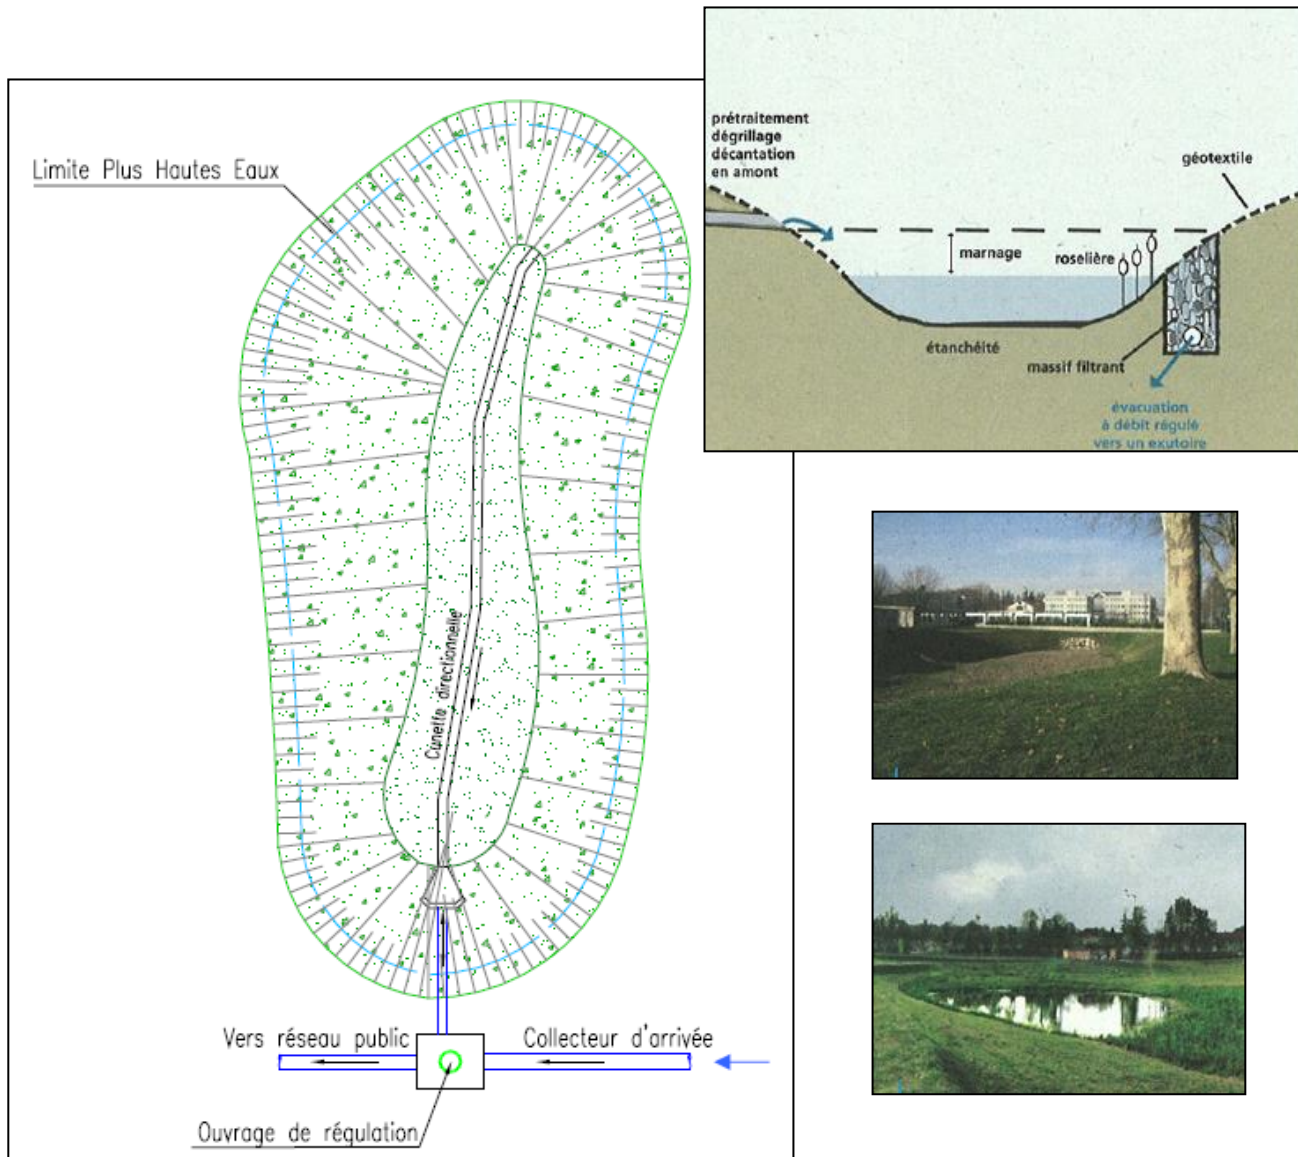 Limite Plus Hautes Eaux
Cunette directionnelle
Vers réseau public
Collecteur d'arrivée
Ouvrage de régulation
prétraitement
dégrillage
décantation
en amont
géotextile
marnage
roselière
étanchéité
massif filtrant
évacuation
à débit régulé
vers un exutoire